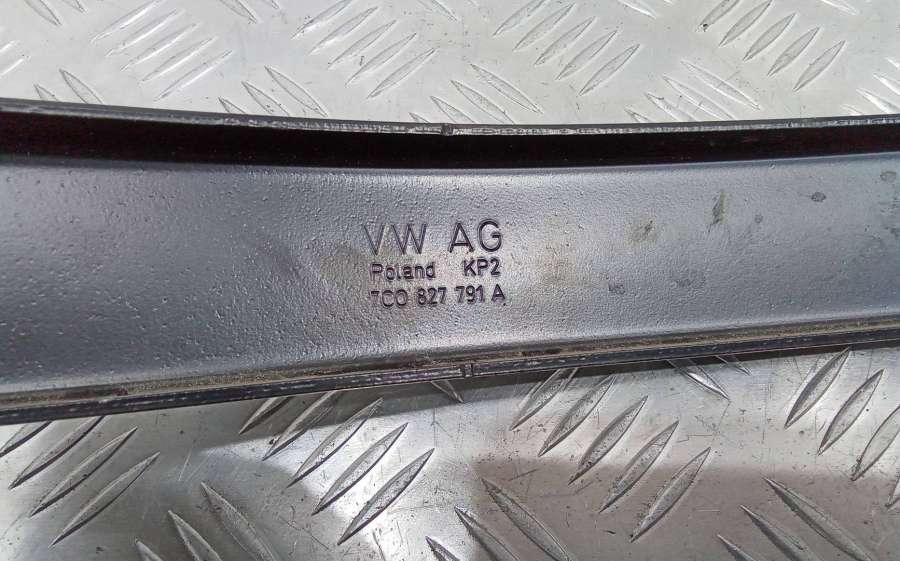 VW AG
Poland KP2
7C0 827 791 A